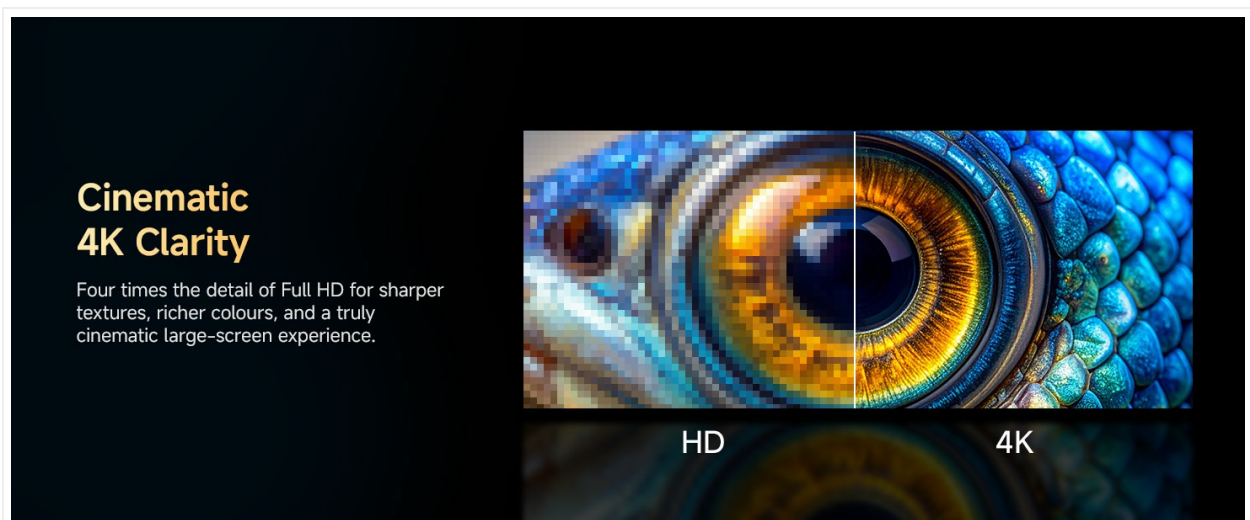 Cinematic
4K Clarity
Four times the detail of Full HD for sharper
textures, richer colours, and a truly
cinematic large-screen experience.
HD
4K